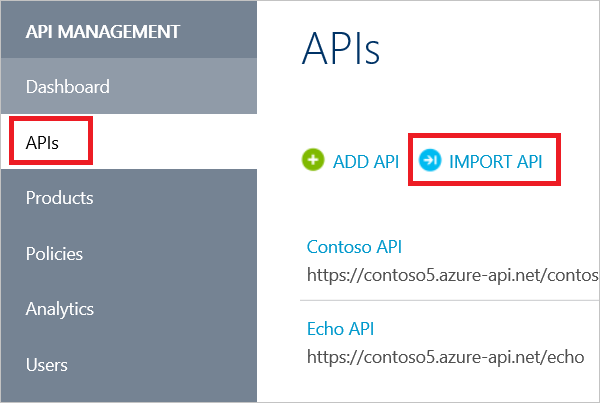 API MANAGEMENT
Dashboard
APIs
Products
Policies
Analytics
Users
APIs
ADD API
IMPORT API
Contoso API
https://contoso5.azure-api.net/contos
Echo API
https://contoso5.azure-api.net/echo